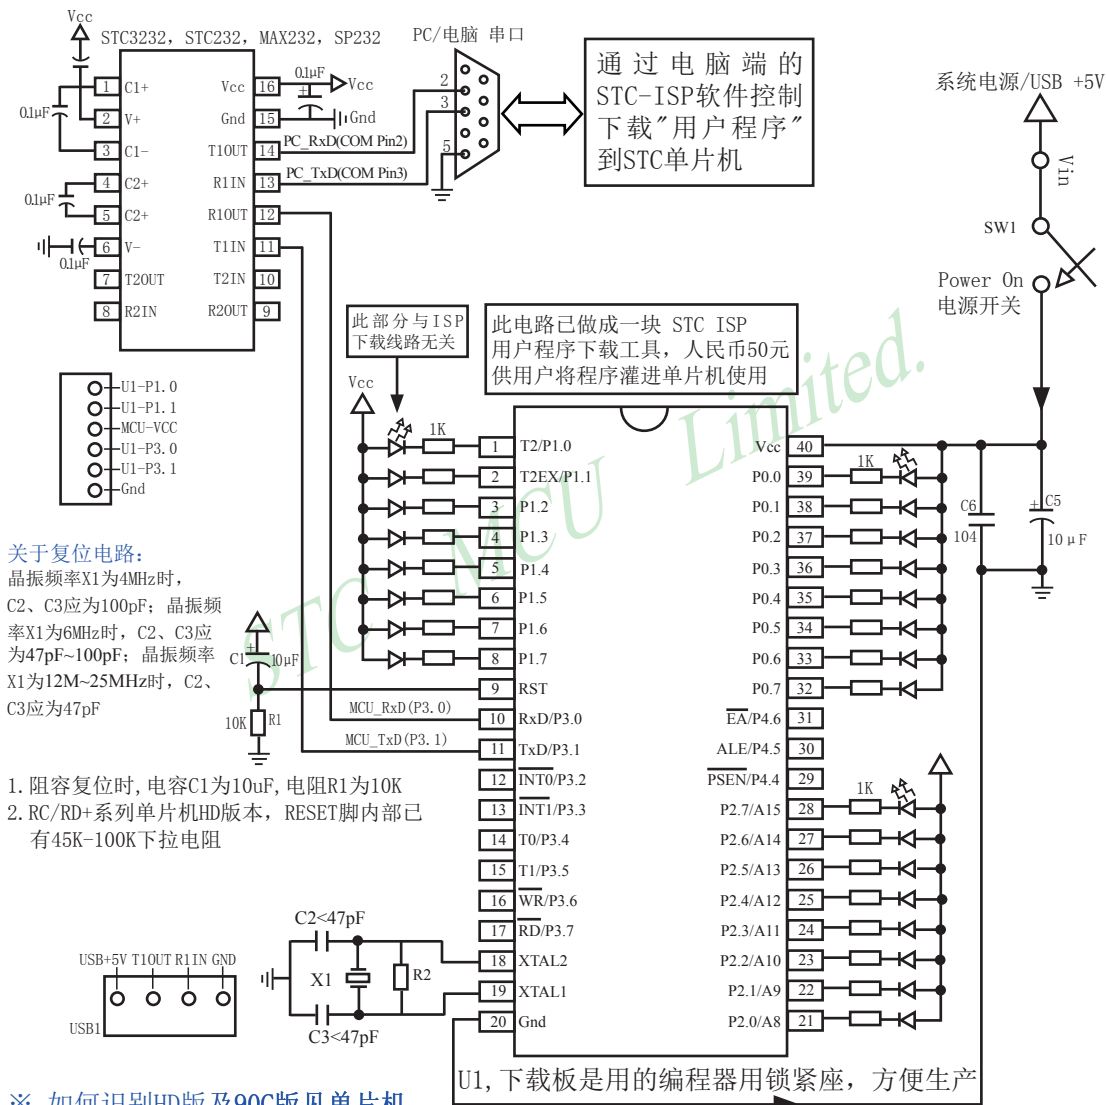 Vcc
STC3232, STC232, MAX232, SP232
PC/电脑 串口
通过电脑端的
STC-ISP软件控制
下载"用户程序"
到STC单片机
系统电源/USB +5V
Vin
SW1
Power On
电源开关
0.1μF
0.1μF
0.1μF
0.1μF
Vcc
Gnd
1 C1+
2 V+
3 C1-
4 C2+
5 C2+
6 V-
7 T2OUT
8 R2IN
Vcc 16
Gnd 15
T1OUT 14
R1IN 13
R1OUT 12
T1IN 11
T2IN 10
R2OUT 9
PC_RxD(COM Pin2)
PC_TxD(COM Pin3)
2
3
5
此部分与ISP
下载线路无关
此电路已做成一块 STC ISP
用户程序下载工具，人民币50元
供用户将程序灌进单片机使用
U1-P1.0
U1-P1.1
MCU-VCC
U1-P3.0
U1-P3.1
Gnd
Vcc
1K
1 T2/P1.0
2 T2EX/P1.1
3 P1.2
4 P1.3
5 P1.4
6 P1.5
7 P1.6
8 P1.7
9 RST
10 RxD/P3.0
11 TxD/P3.1
12 INT0/P3.2
13 INT1/P3.3
14 T0/P3.4
15 T1/P3.5
16 WR/P3.6
17 RD/P3.7
18 XTAL2
19 XTAL1
20 Gnd
Vcc 40
P0.0 39
P0.1 38
P0.2 37
P0.3 36
P0.4 35
P0.5 34
P0.6 33
P0.7 32
EA/P4.6 31
ALE/P4.5 30
PSEN/P4.4 29
P2.7/A15 28
P2.6/A14 27
P2.5/A13 26
P2.4/A12 25
P2.3/A11 24
P2.2/A10 23
P2.1/A9 22
P2.0/A8 21
1K
1K
C6
104
+ C5
10μF
STC MCU Limited.
关于复位电路:
晶振频率X1为4MHz时，
C2、C3应为100pF；晶振频
率X1为6MHz时，C2、C3应
为47pF~100pF；晶振频率
X1为12M~25MHz时，C2、
C3应为47pF
C1 + 10μF
10K R1
MCU_RxD(P3.0)
MCU_TxD(P3.1)
1.阻容复位时,电容C1为10uF,电阻R1为10K
2.RC/RD+系列单片机HD版本，RESET脚内部已
有45K-100K下拉电阻
C2<47pF
X1
R2
C3<47pF
USB+5V T1OUT R1IN GND
USB1
U1,下载板是用的编程器用锁紧座，方便生产
※ 如何识别HD版及90C版见单片机